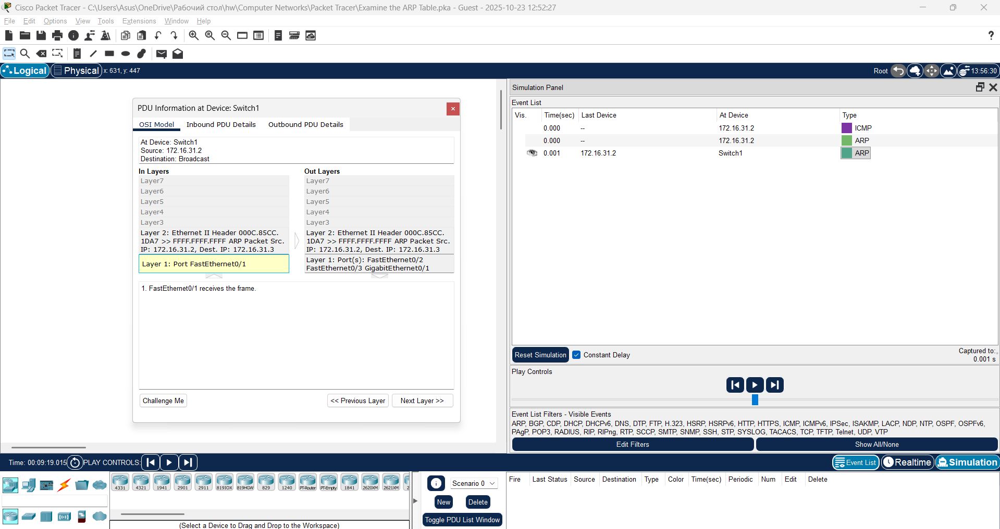 Cisco Packet Tracer - C:\Users\Asus\OneDrive\Рабочий стол\hw\Computer Networks\Packet Tracer\Examine the ARP Table.pka - Guest - 2025-10-23 12:52:27
File Edit Options View Tools Extensions Window Help
?
Logical Physical x: 631, y: 447
Root 13:56:30
PDU Information at Device: Switch1
OSI Model Inbound PDU Details Outbound PDU Details
At Device: Switch1
Source: 172.16.31.2
Destination: Broadcast
In Layers Out Layers
Layer7 Layer7
Layer6 Layer6
Layer5 Layer5
Layer4 Layer4
Layer3 Layer3
Layer 2: Ethernet II Header 000C.85CC. Layer 2: Ethernet II Header 000C.85CC.
1DA7 >> FFFF.FFFF.FFFF ARP Packet Src. 1DA7 >> FFFF.FFFF.FFFF ARP Packet Src.
IP: 172.16.31.2, Dest. IP: 172.16.31.3 IP: 172.16.31.2, Dest. IP: 172.16.31.3
Layer 1: Port FastEthernet0/1
Layer 1: Port(s): FastEthernet0/2
FastEthernet0/3 GigabitEthernet0/1
1. FastEthernet0/1 receives the frame.
Challenge Me << Previous Layer Next Layer >>
Simulation Panel
Event List
Vis. Time(sec) Last Device At Device Type
0.000 -- 172.16.31.2 ICMP
0.000 -- 172.16.31.2 ARP
0.001 172.16.31.2 Switch1 ARP
Reset Simulation Constant Delay
Captured to:
0.001 s
Play Controls
Event List Filters - Visible Events
ARP, BGP, CDP, DHCP, DHCPv6, DNS, DTP, FTP, H.323, HSRP, HSRPv6, HTTP, HTTPS, ICMP, ICMPv6, IPSec, ISAKMP, LACP, NDP, NTP, OSPF, OSPFv6,
PAgP, POP3, RADIUS, RIP, RIPng, RTP, SCCP, SMTP, SNMP, SSH, STP, SYSLOG, TACACS, TCP, TFTP, Telnet, UDP, VTP
Edit Filters Show All/None
Time: 00:09:19.015 PLAY CONTROLS: Event List Realtime Simulation
4331 4321 1941 2901 2911 819IOX 819HGW 829 1240 PT-Router PT-Empty 1841 2620XM 2621XM 2
(Select a Device to Drag and Drop to the Workspace)
Scenario 0
New Delete
Toggle PDU List Window
Fire Last Status Source Destination Type Color Time(sec) Periodic Num Edit Delete